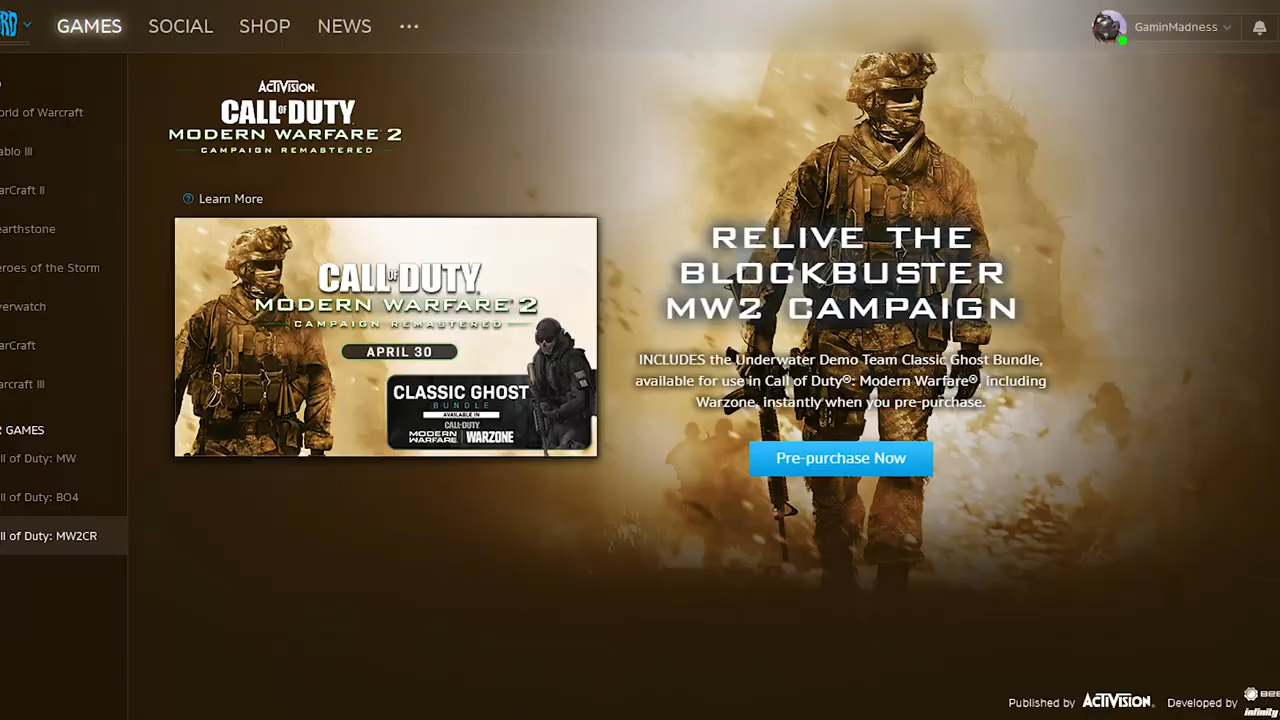 GAMES SOCIAL SHOP NEWS ...
GaminMadness
orld of Warcraft
ablo III
arCraft II
earthstone
eroes of the Storm
verwatch
arCraft
arcraft III
R GAMES
ll of Duty: MW
ll of Duty: BO4
ll of Duty: MW2CR
ACTIVISION.
CALL OF DUTY
MODERN WARFARE 2
CAMPAIGN REMASTERED
Learn More
CALL OF DUTY
MODERN WARFARE 2
CAMPAIGN REMASTERED
APRIL 30
CLASSIC GHOST
BUNDLE
AVAILABLE IN
CALL OF DUTY
MODERN WARFARE | WARZONE
RELIVE THE
BLOCKBUSTER
MW2 CAMPAIGN
INCLUDES the Underwater Demo Team Classic Ghost Bundle,
available for use in Call of Duty®: Modern Warfare®, including
Warzone, instantly when you pre-purchase.
Pre-purchase Now
Published by ACTIVISION. Developed by
infinity